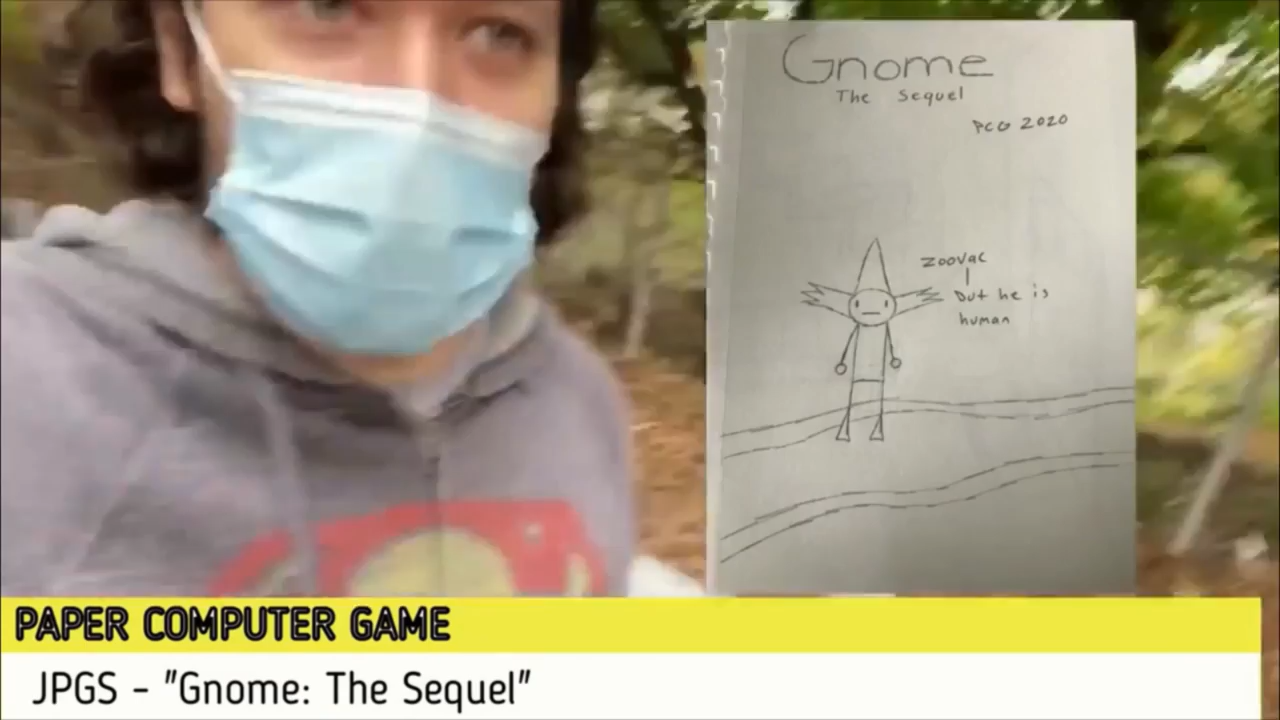 Gnome
The Sequel
PCG 2020
zoovac
but he is
human
PAPER COMPUTER GAME
JPGS - "Gnome: The Sequel"